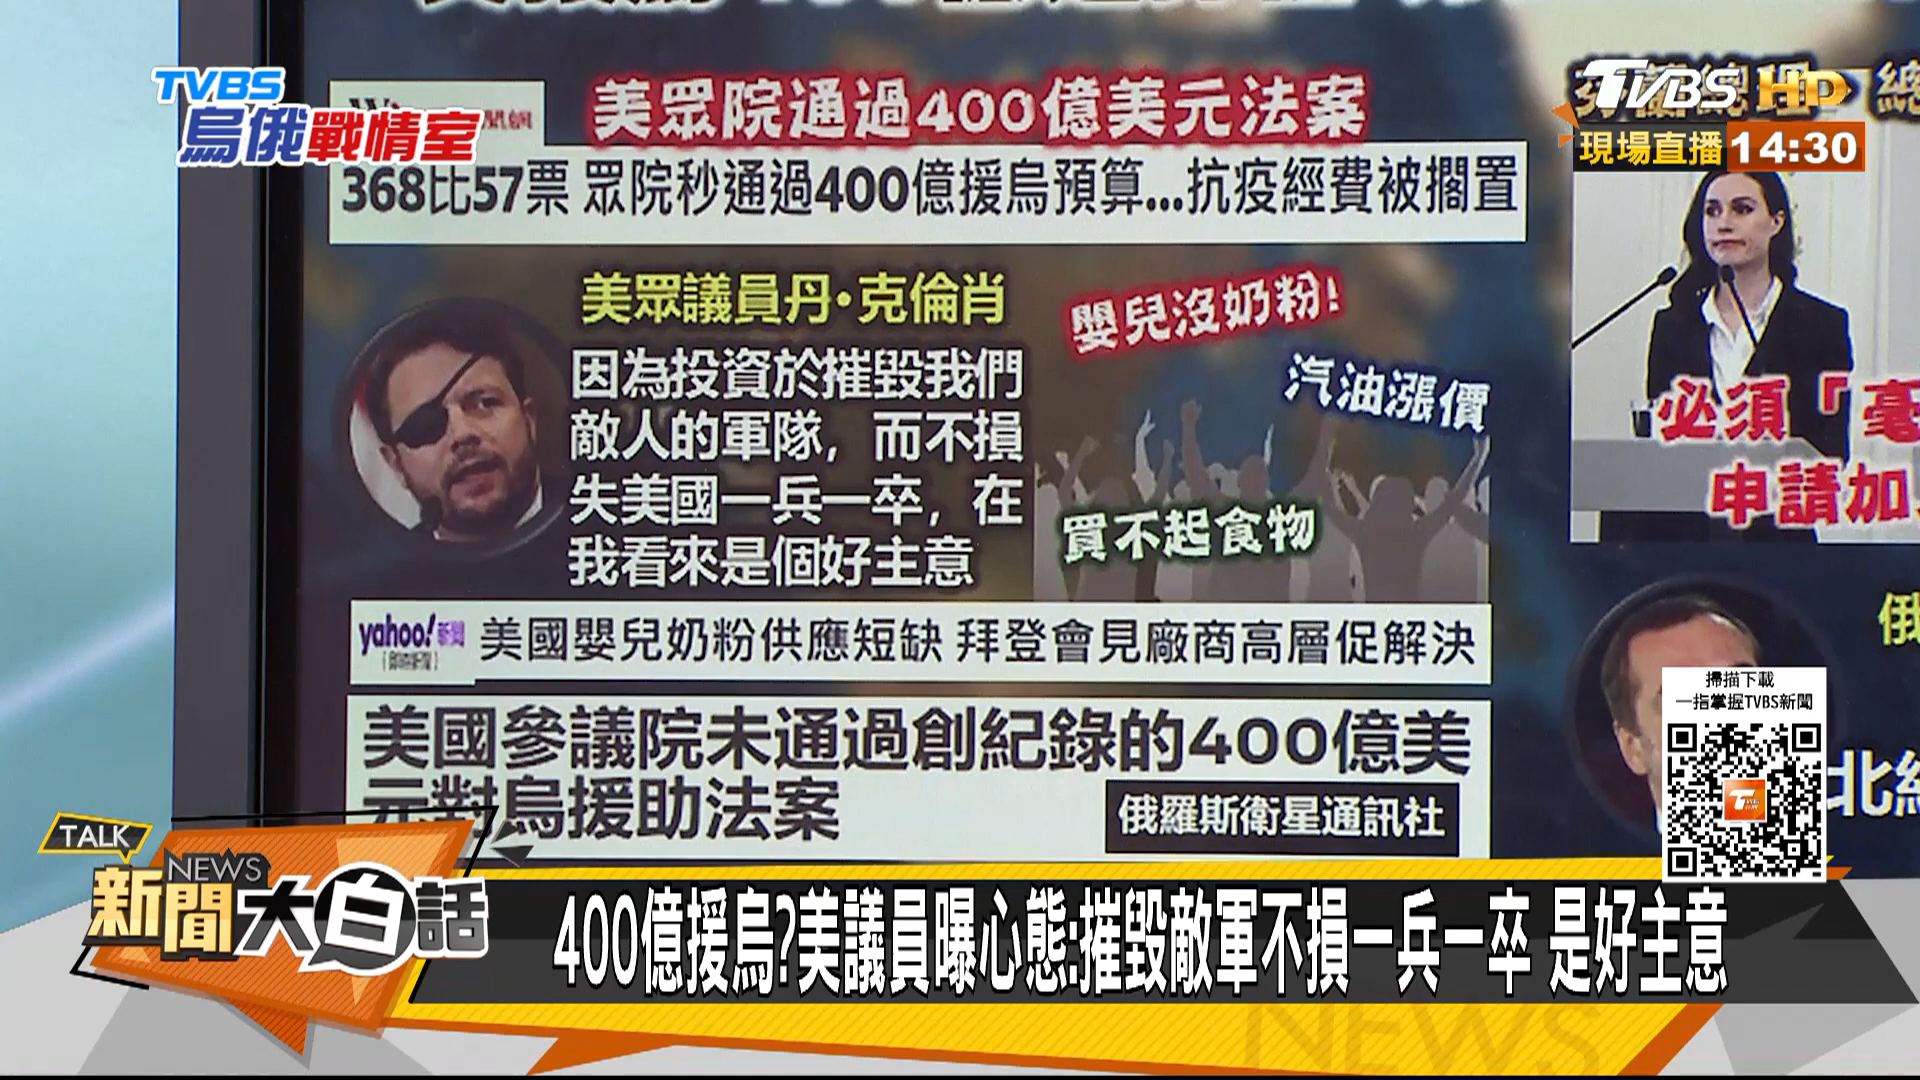 TVBS
烏俄戰情室
美眾院通過400億美元法案
368比57票 眾院秒通過400億援烏預算...抗疫經費被擱置
美眾議員丹·克倫肖
因為投資於摧毀我們
敵人的軍隊，而不損
失美國一兵一卒，在
我看來是個好主意
嬰兒沒奶粉!
汽油漲價
買不起食物
yahoo!新聞
美國嬰兒奶粉供應短缺 拜登會見廠商高層促解決
美國參議院未通過創紀錄的400億美
元對烏援助法案
俄羅斯衛星通訊社
TVBS HD
現場直播 14:30
必須「毫
申請加
俄
北約
掃描下載
一指掌握TVBS新聞
TALK
NEWS
新聞大白話
400億援烏?美議員曝心態:摧毀敵軍不損一兵一卒 是好主意
NEWS